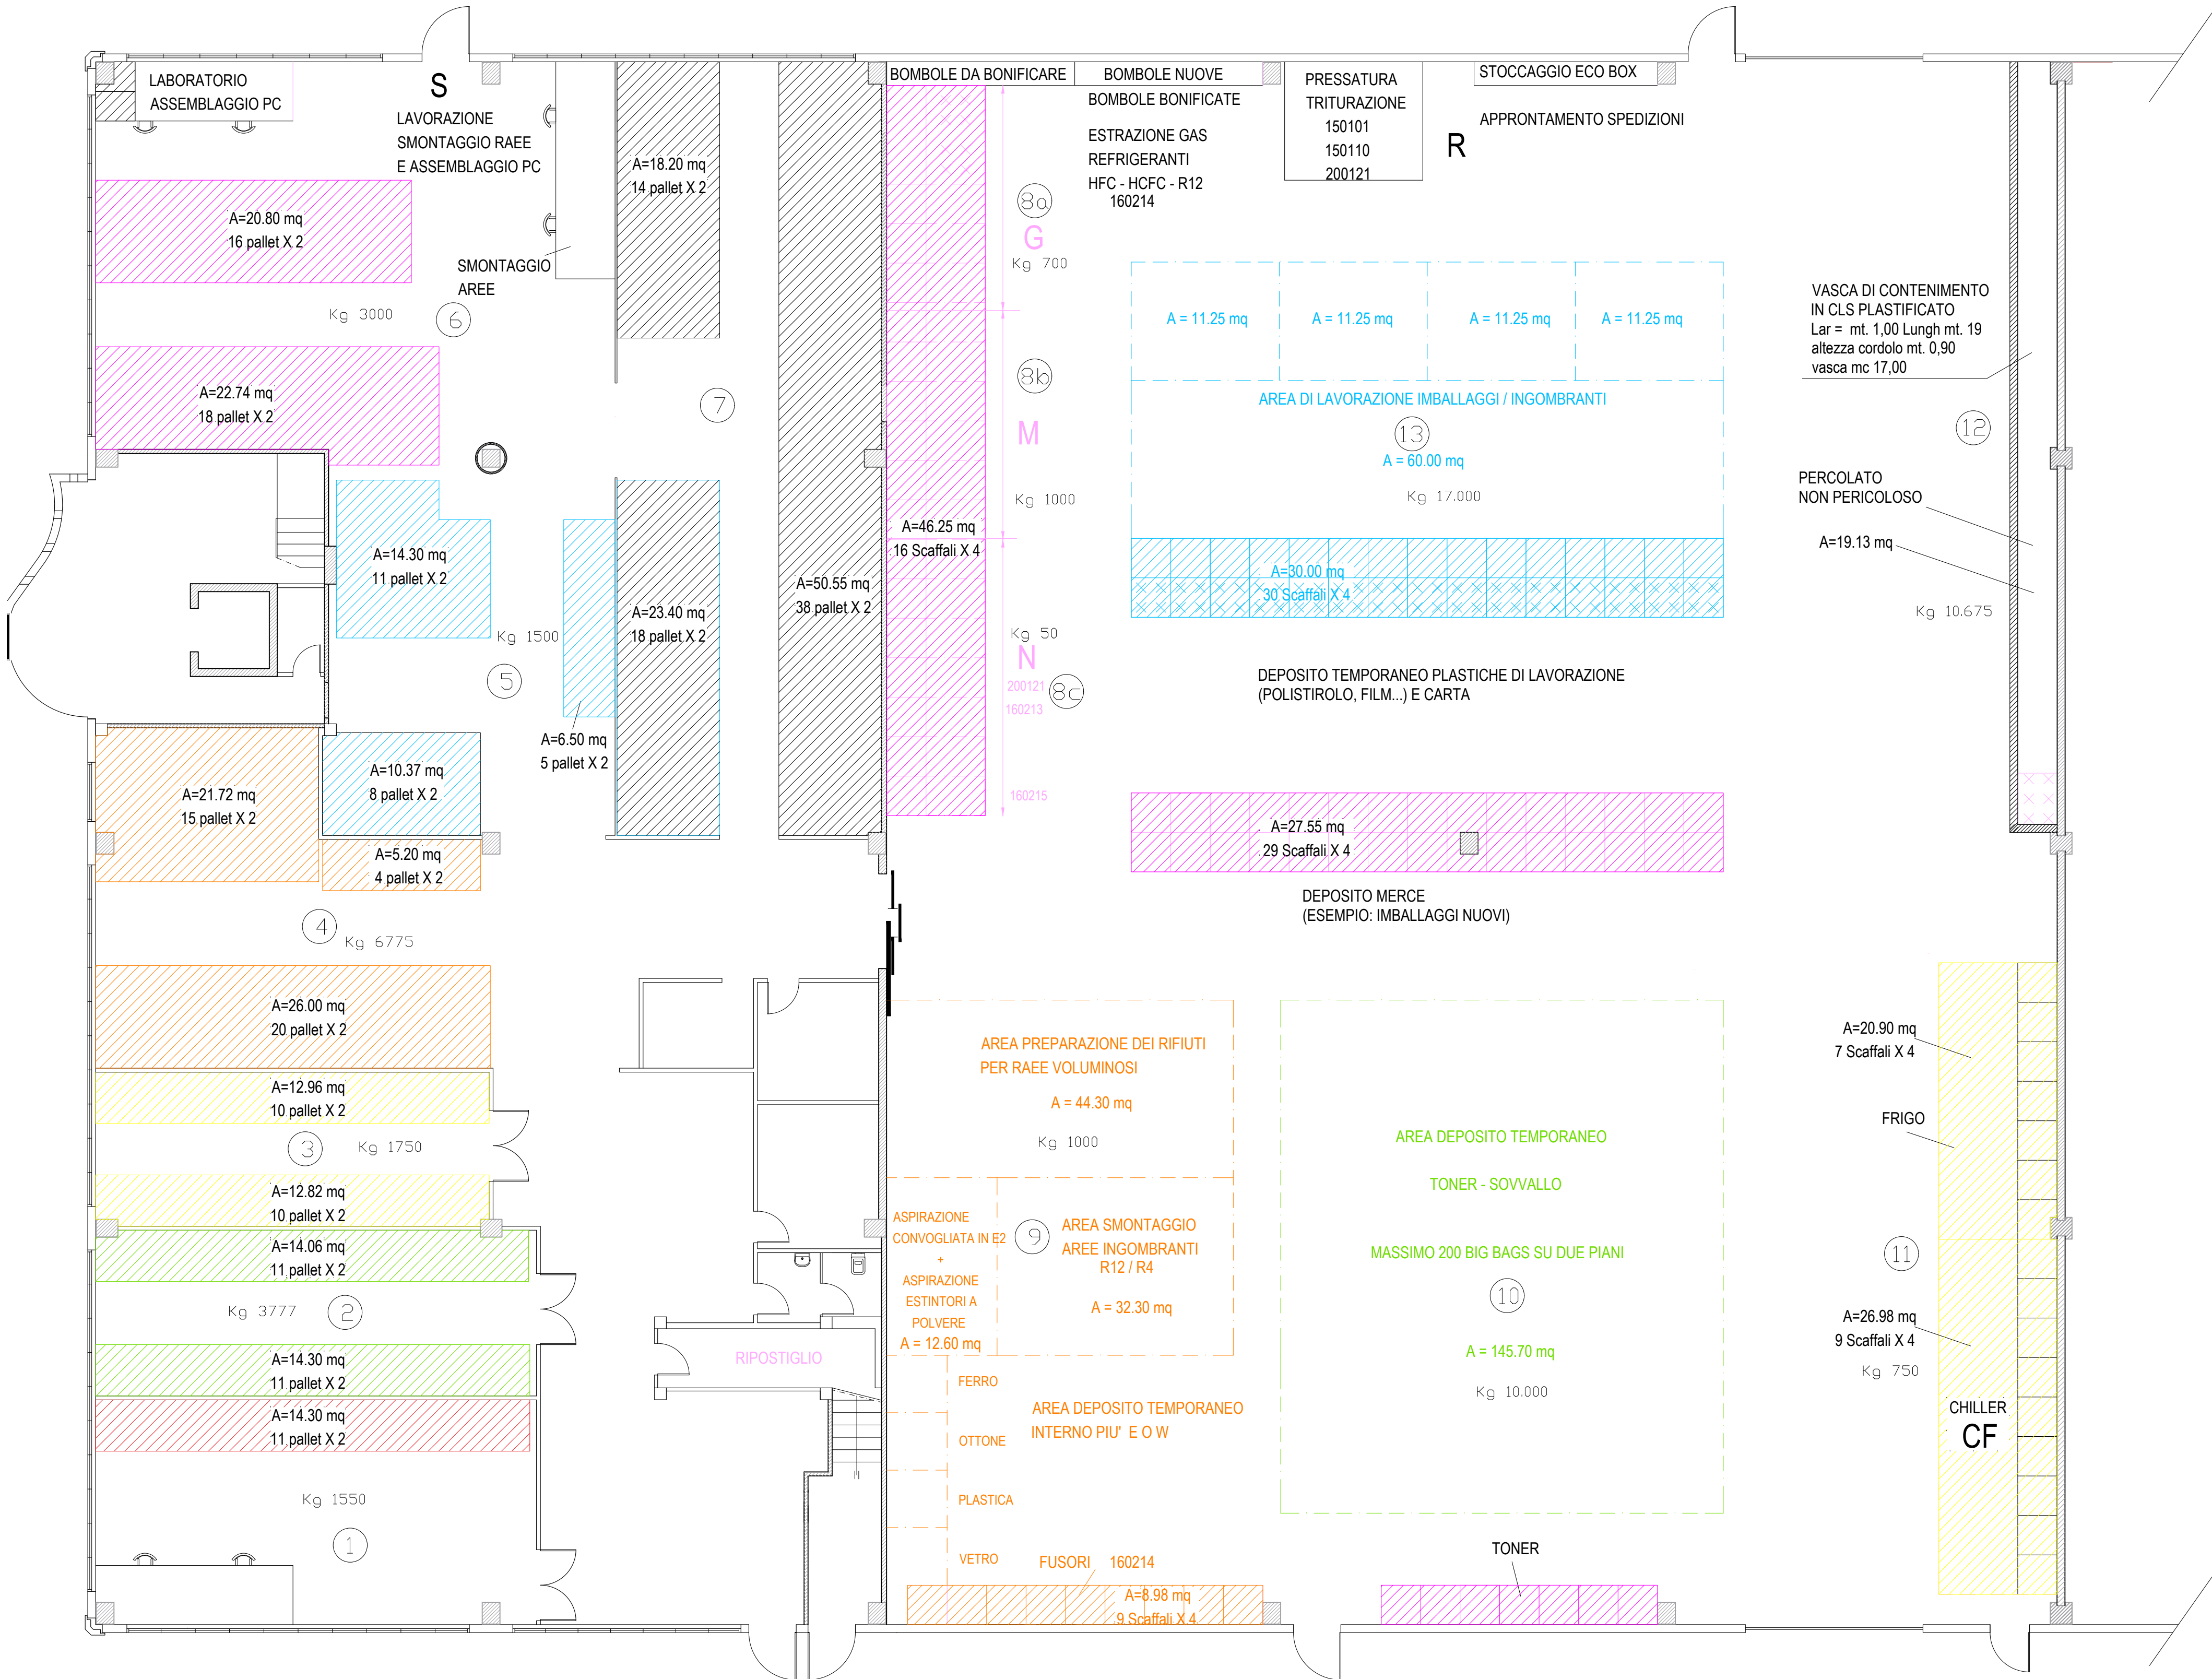 LABORATORIO
ASSEMBLAGGIO PC
S
LAVORAZIONE
SMONTAGGIO RAEE
E ASSEMBLAGGIO PC
A=20.80 mq
16 pallet X 2
SMONTAGGIO
AREE
Kg 3000
6
A=22.74 mq
18 pallet X 2
A=18.20 mq
14 pallet X 2
7
A=14.30 mq
11 pallet X 2
Kg 1500
5
A=6.50 mq
5 pallet X 2
A=23.40 mq
18 pallet X 2
A=50.55 mq
38 pallet X 2
A=10.37 mq
8 pallet X 2
A=21.72 mq
15 pallet X 2
A=5.20 mq
4 pallet X 2
4
Kg 6775
A=26.00 mq
20 pallet X 2
A=12.96 mq
10 pallet X 2
3
Kg 1750
A=12.82 mq
10 pallet X 2
A=14.06 mq
11 pallet X 2
Kg 3777
2
A=14.30 mq
11 pallet X 2
A=14.30 mq
11 pallet X 2
Kg 1550
1
RIPOSTIGLIO
BOMBOLE DA BONIFICARE
BOMBOLE NUOVE
BOMBOLE BONIFICATE
ESTRAZIONE GAS
REFRIGERANTI
HFC - HCFC - R12
160214
PRESSATURA
TRITURAZIONE
150101
150110
200121
R
STOCCAGGIO ECO BOX
APPRONTAMENTO SPEDIZIONI
8a
G
Kg 700
8b
M
Kg 1000
A=46.25 mq
16 Scaffali X 4
Kg 50
N
200121
8c
160213
160215
A = 11.25 mq
A = 11.25 mq
A = 11.25 mq
A = 11.25 mq
AREA DI LAVORAZIONE IMBALLAGGI / INGOMBRANTI
13
A = 60.00 mq
Kg 17.000
A=30.00 mq
30 Scaffali X 4
DEPOSITO TEMPORANEO PLASTICHE DI LAVORAZIONE
(POLISTIROLO, FILM...) E CARTA
A=27.55 mq
29 Scaffali X 4
DEPOSITO MERCE
(ESEMPIO: IMBALLAGGI NUOVI)
VASCA DI CONTENIMENTO
IN CLS PLASTIFICATO
Lar = mt. 1,00 Lungh mt. 19
altezza cordolo mt. 0,90
vasca mc 17,00
12
PERCOLATO
NON PERICOLOSO
A=19.13 mq
Kg 10.675
AREA PREPARAZIONE DEI RIFIUTI
PER RAEE VOLUMINOSI
A = 44.30 mq
Kg 1000
ASPIRAZIONE
CONVOGLIATA IN E2
+
ASPIRAZIONE
ESTINTORI A
POLVERE
A = 12.60 mq
9
AREA SMONTAGGIO
AREE INGOMBRANTI
R12 / R4
A = 32.30 mq
FERRO
OTTONE
PLASTICA
VETRO
AREA DEPOSITO TEMPORANEO
INTERNO PIU' E O W
FUSORI 160214
A=8.98 mq
9 Scaffali X 4
AREA DEPOSITO TEMPORANEO
TONER - SOVVALLO
MASSIMO 200 BIG BAGS SU DUE PIANI
10
A = 145.70 mq
Kg 10.000
TONER
A=20.90 mq
7 Scaffali X 4
FRIGO
11
A=26.98 mq
9 Scaffali X 4
Kg 750
CHILLER
CF